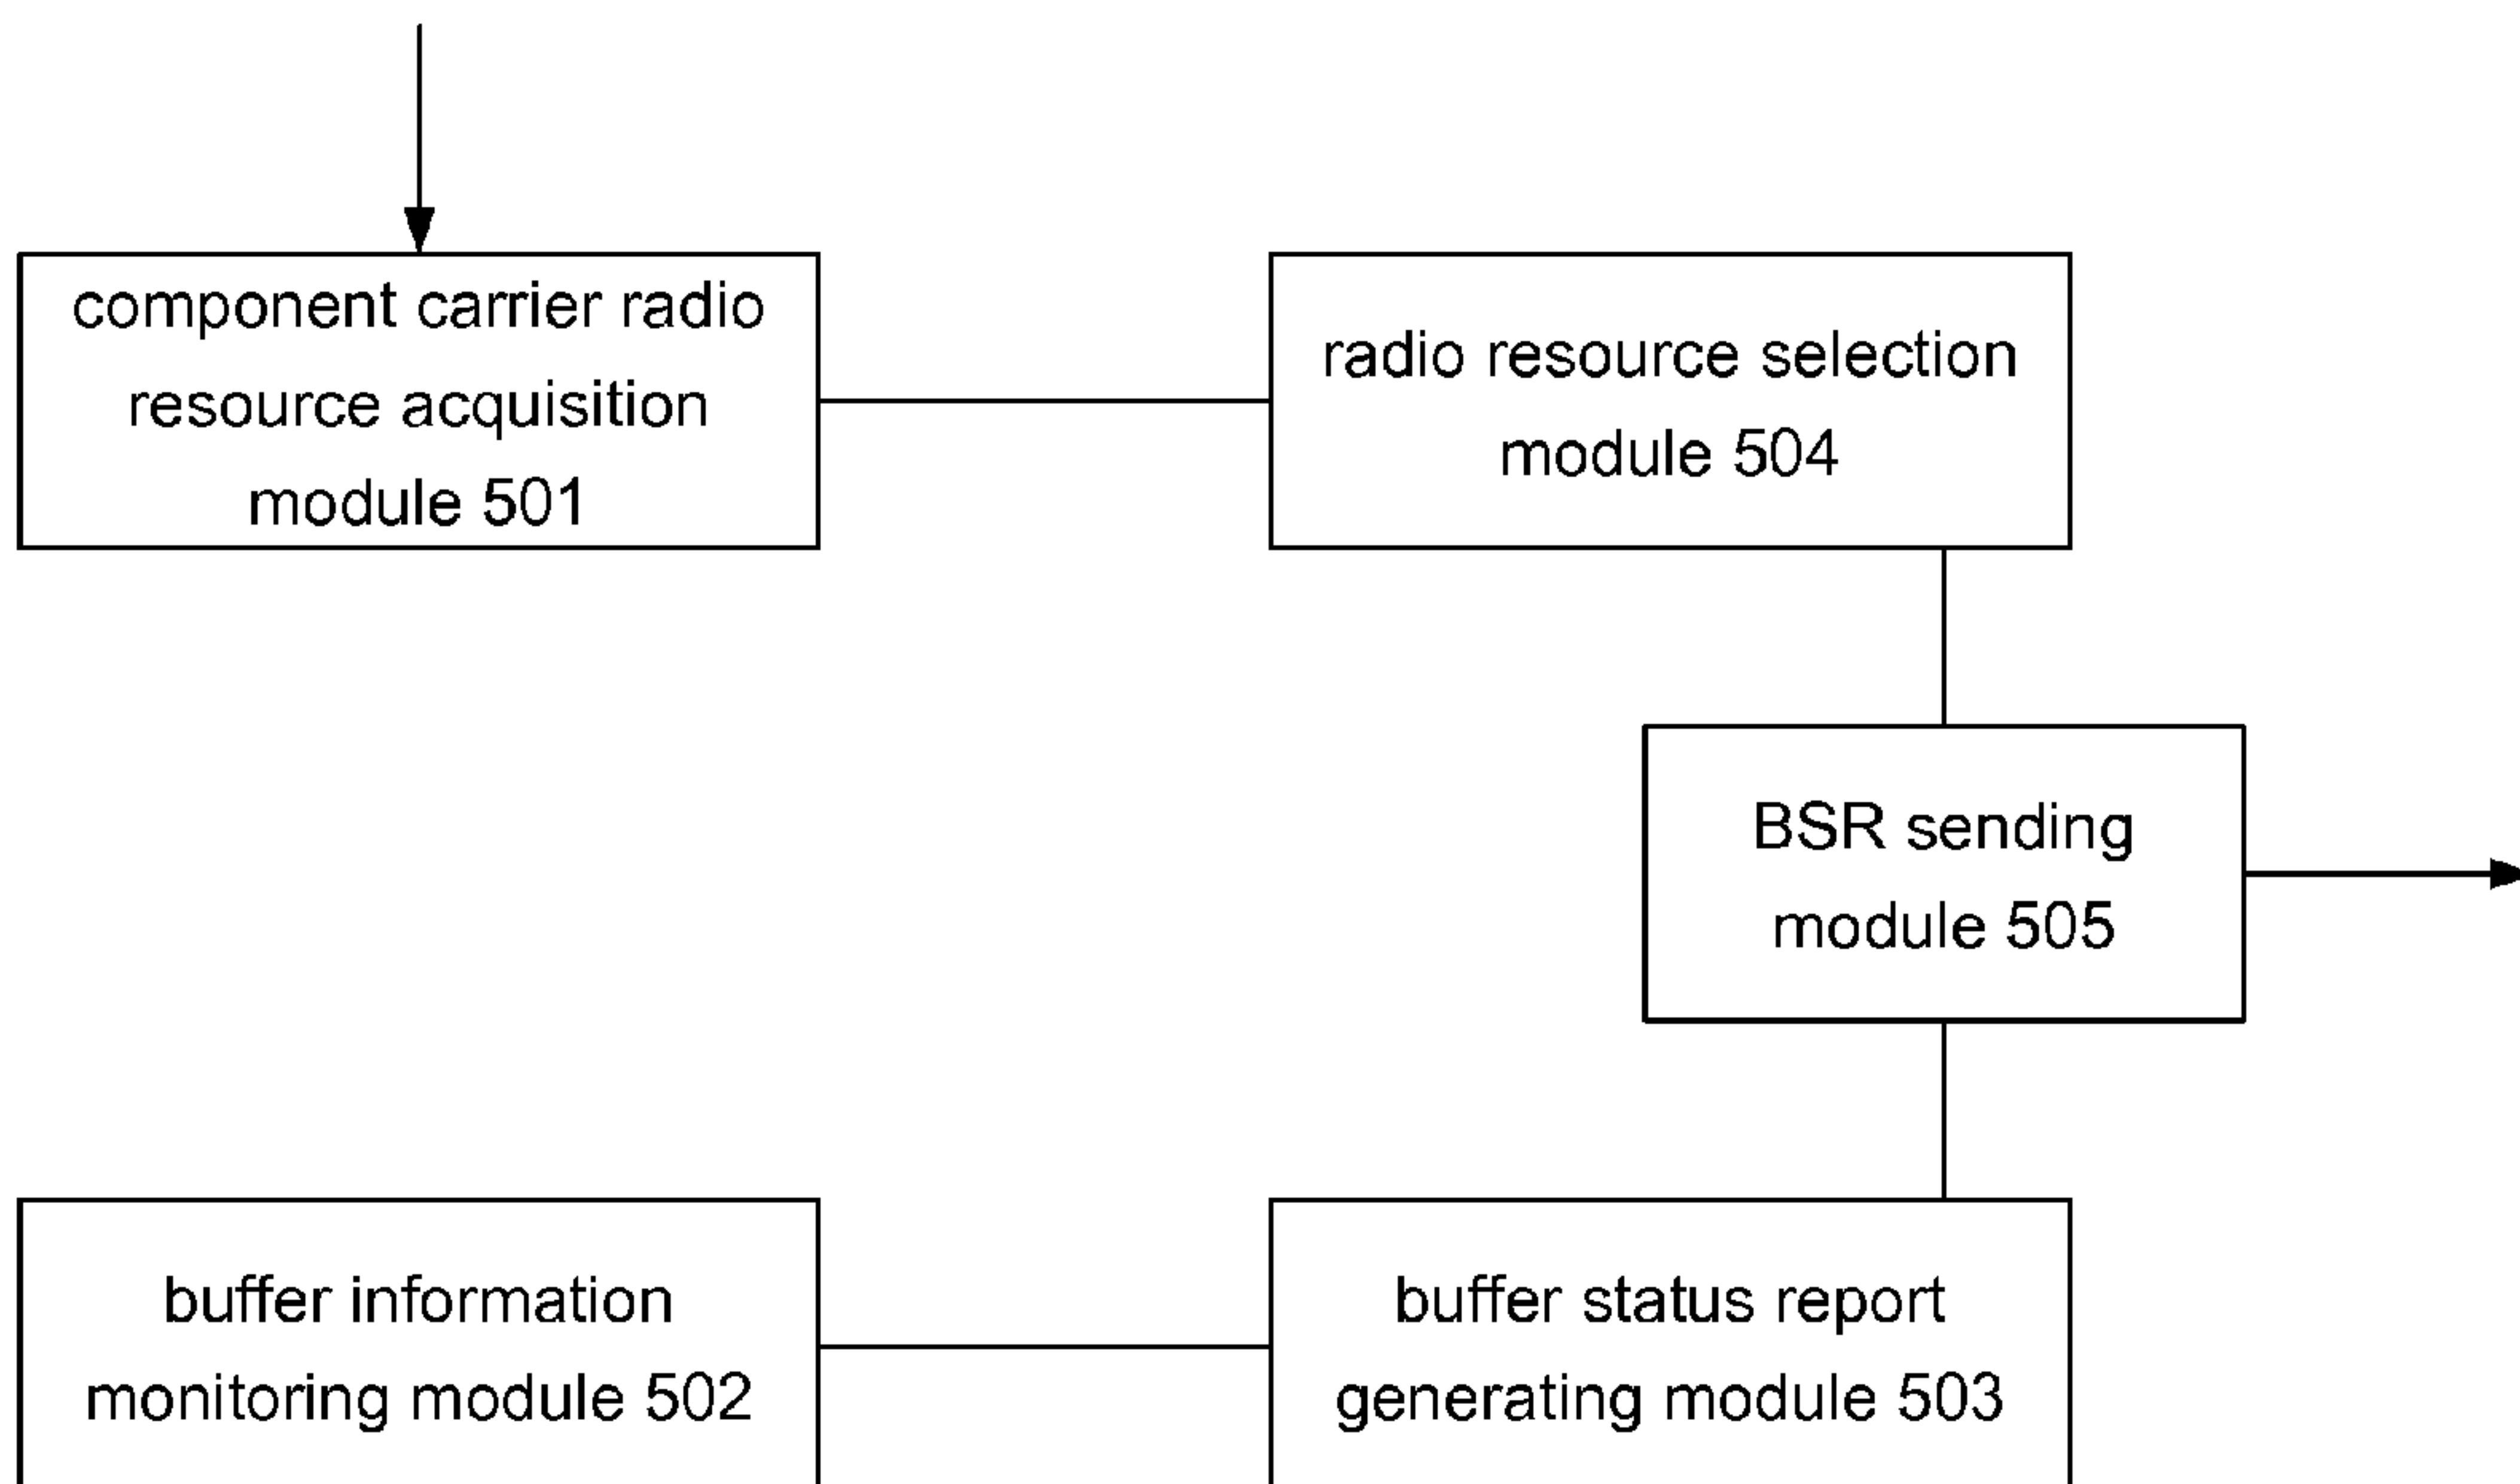 component carrier radio
resource acquisition
module 501
radio resource selection
module 504
BSR sending
module 505
buffer information
monitoring module 502
buffer status report
generating module 503